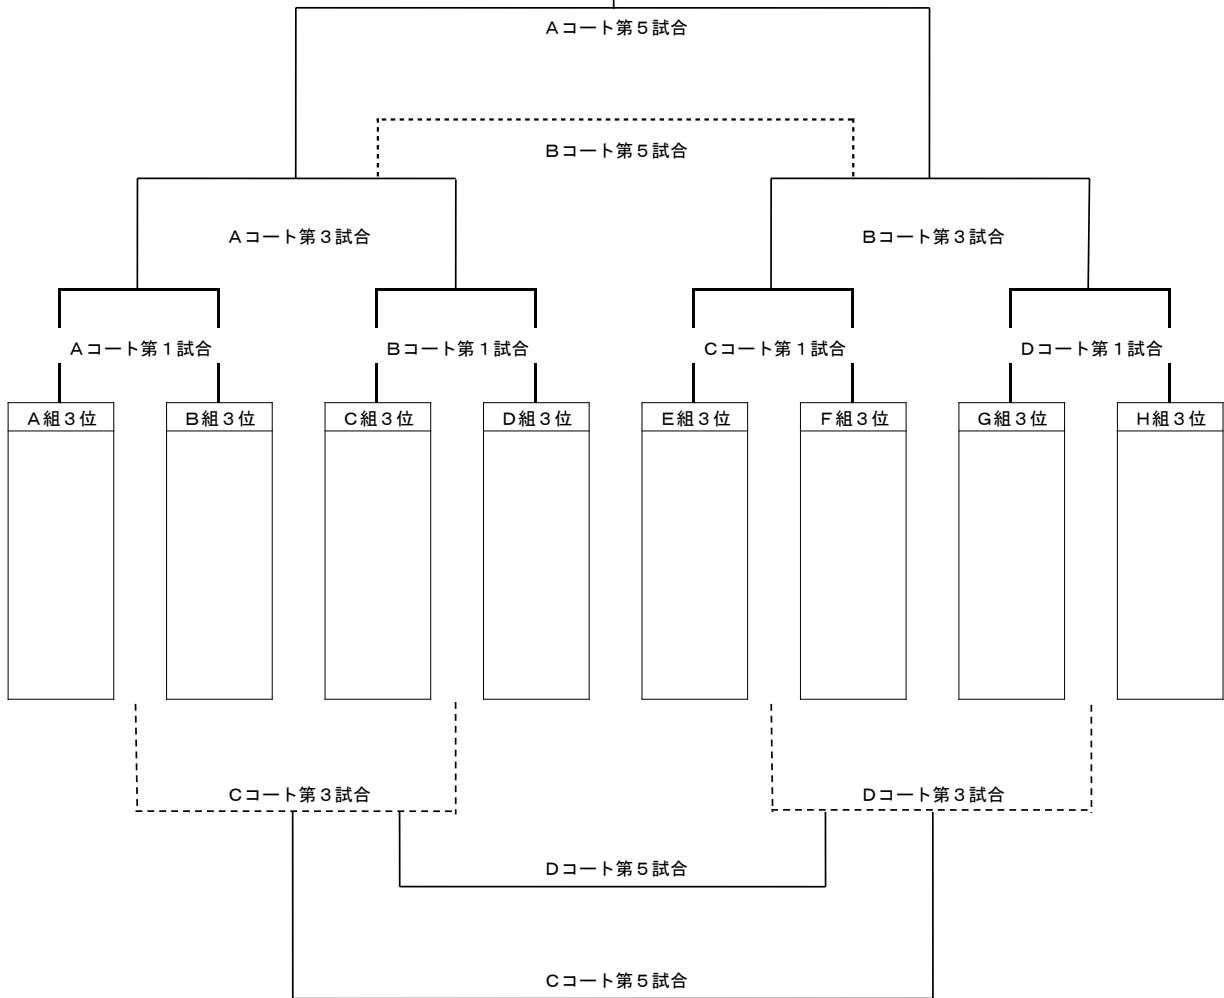 Ａコート第５試合
Ｂコート第５試合
Ａコート第３試合
Ｂコート第３試合
Ａコート第１試合
Ｂコート第１試合
Ｃコート第１試合
Ｄコート第１試合
Ａ組３位
Ｂ組３位
Ｃ組３位
Ｄ組３位
Ｅ組３位
Ｆ組３位
Ｇ組３位
Ｈ組３位
Ｃコート第３試合
Ｄコート第３試合
Ｄコート第５試合
Ｃコート第５試合